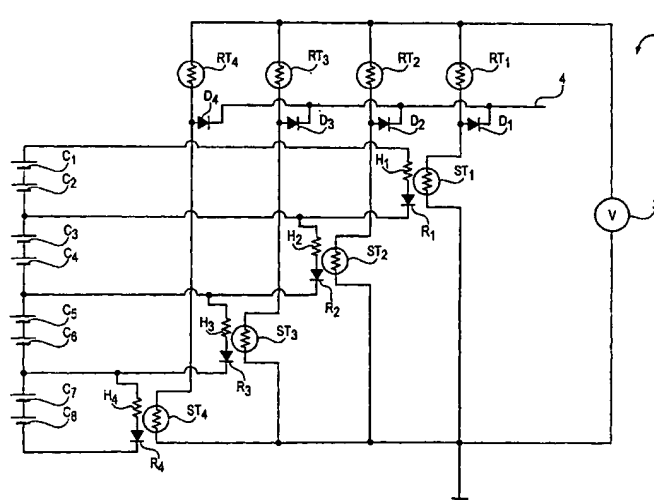 RT4 RT3 RT2 RT1
4
D4 D3 D2 D1
C1 H1
C2 ST1
V
C3 H2 R1
C4 ST2
R2
C5 H3
C6 ST3
R3
C7 H4
C8 ST4
R4